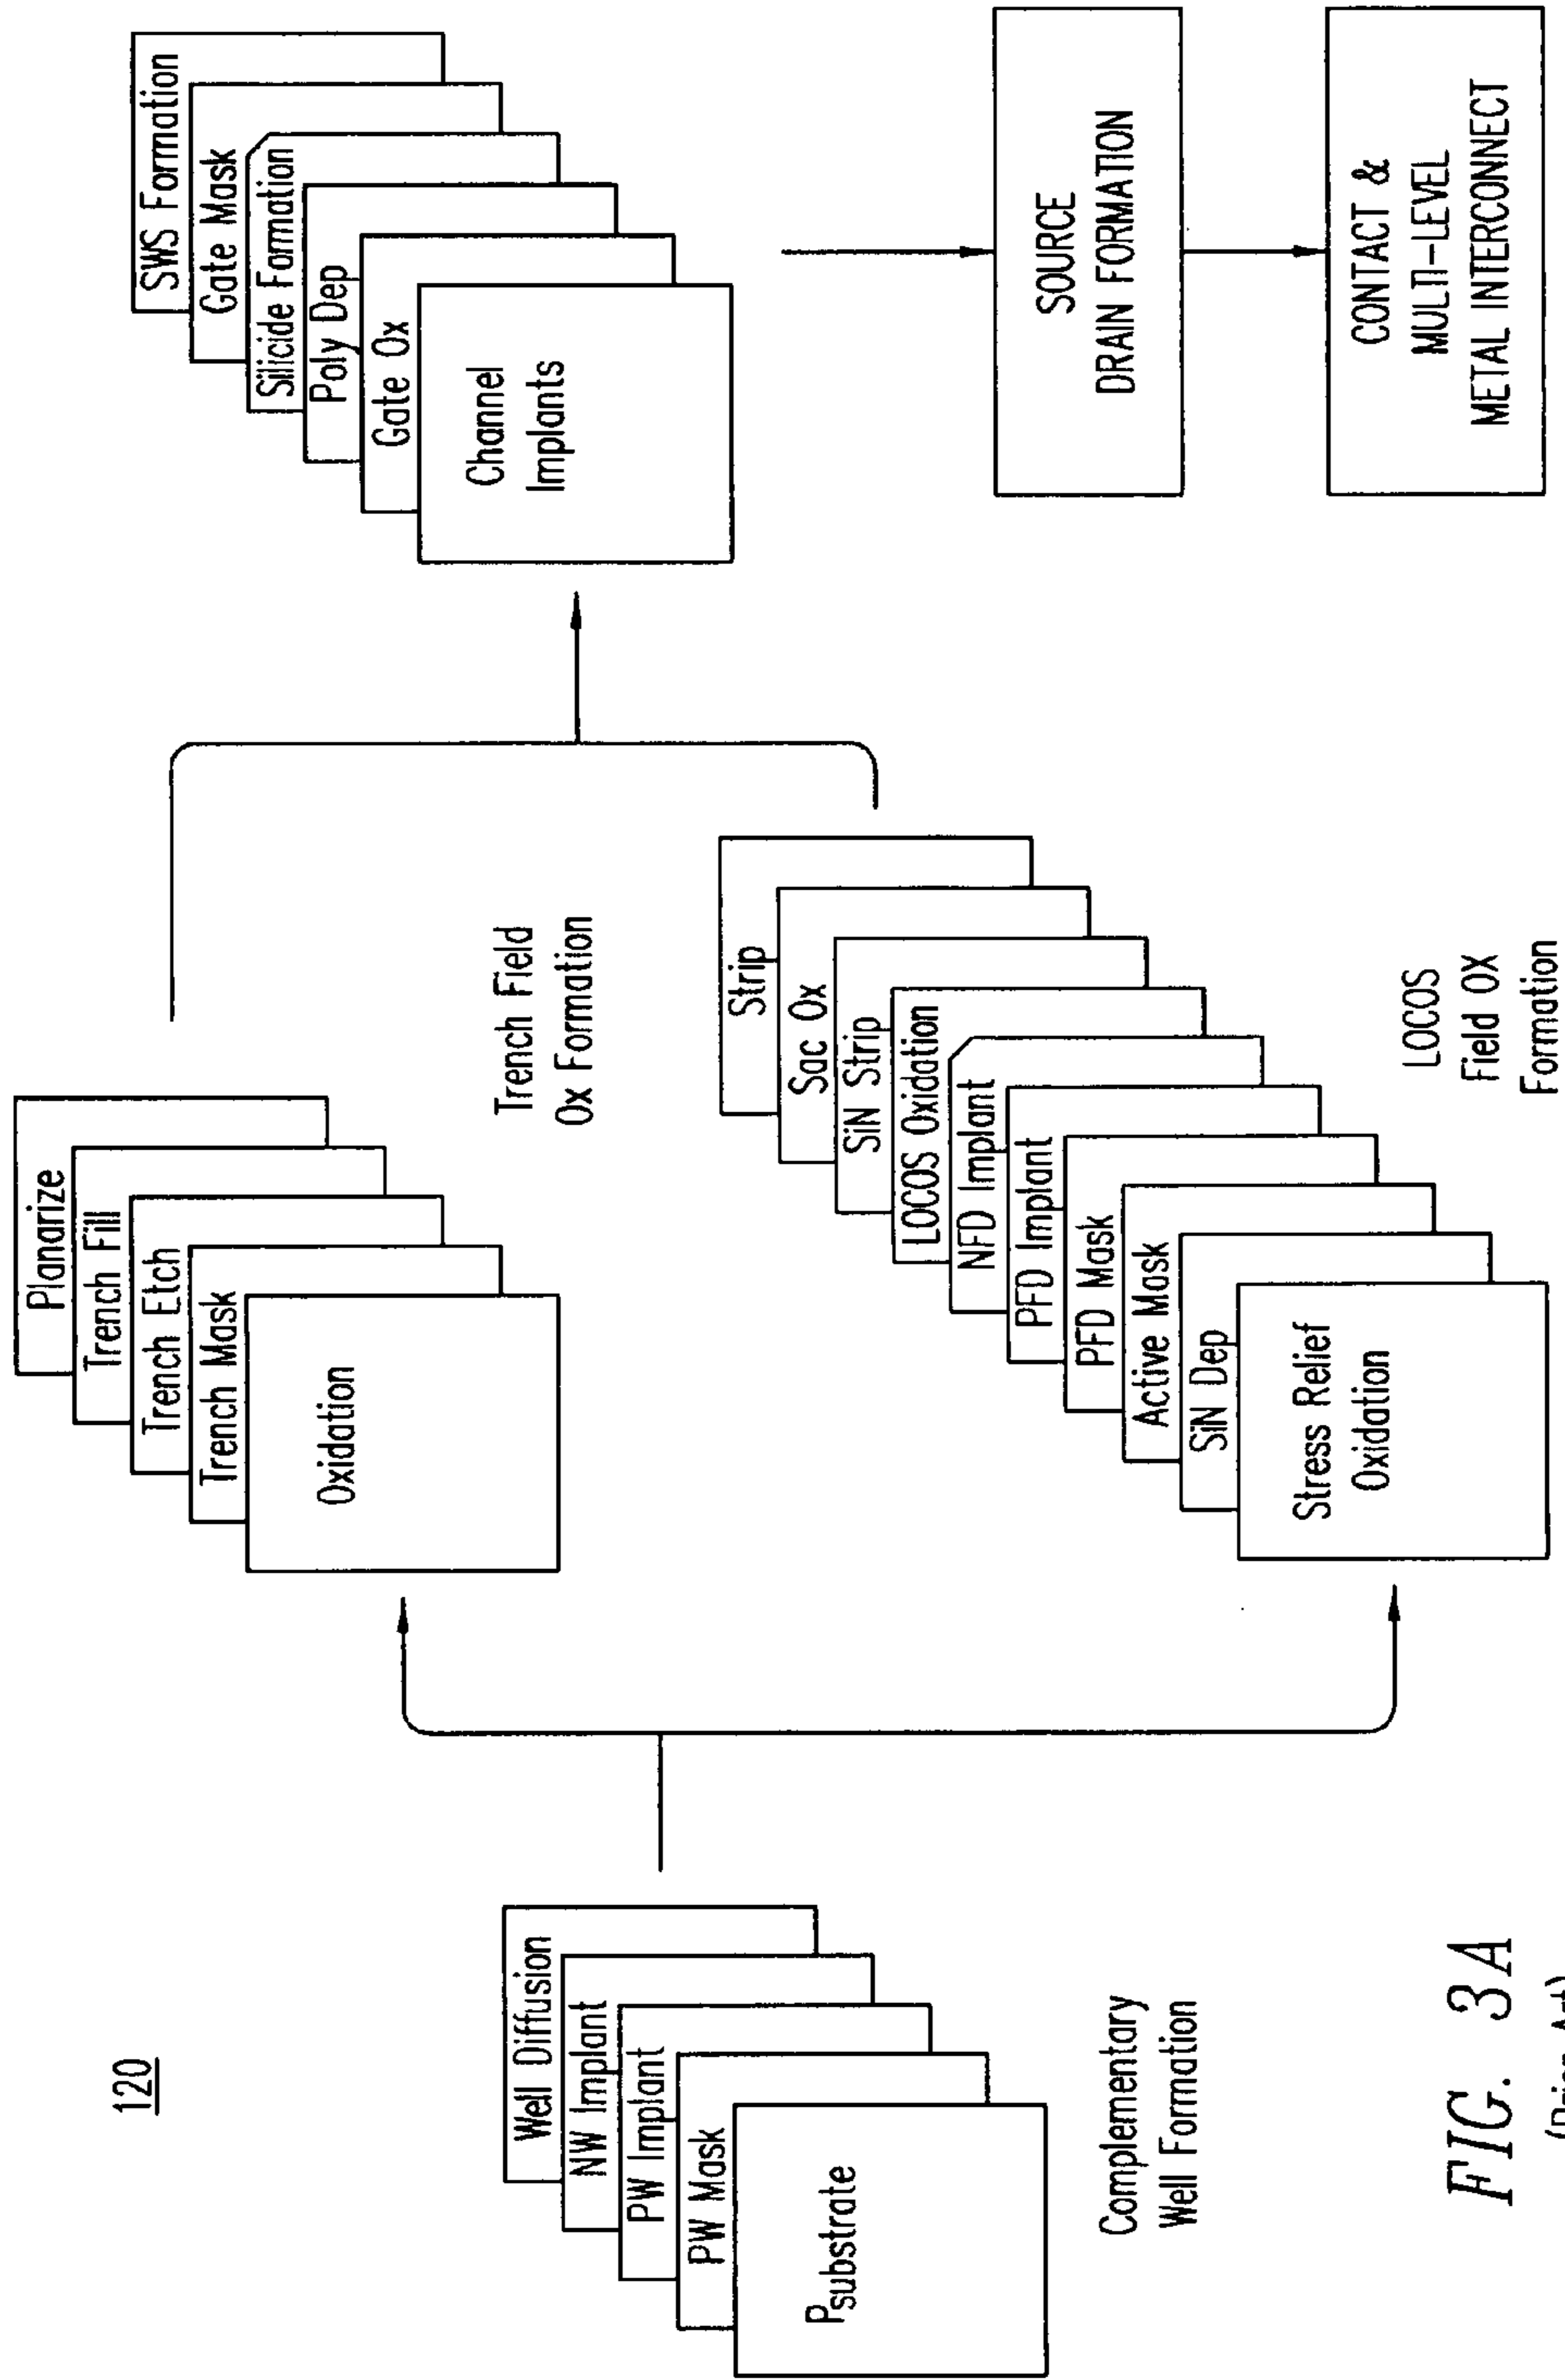 120
Well Diffusion
NW Implant
PW Implant
PW Mask
Psubstrate
Complementary
Well Formation
Planarize
Trench Fill
Trench Etch
Trench Mask
Oxidation
Trench Field
Ox Formation
Strip
Sac Ox
SiN Strip
LOCOS Oxidation
NFD Implant
PFD Implant
PFD Mask
Active Mask
SiN Dep
Stress Relief
Oxidation
LOCOS
Field OX
Formation
SWS Formation
Gate Mask
Silicide Formation
Poly Dep
Gate Ox
Channel
Implants
SOURCE
DRAIN FORMATION
CONTACT &
MULTI-LEVEL
METAL INTERCONNECT
FIG. 3A
(Prior Art)